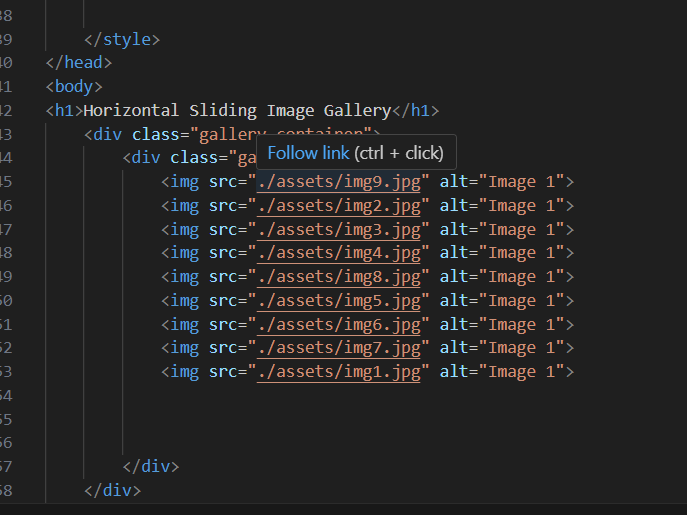 38
39 </style>
40 </head>
41 <body>
42 <h1>Horizontal Sliding Image Gallery</h1>
43 <div class="gallery-container">
Follow link (ctrl + click)
44 <div class="ga
45 <img src="./assets/img9.jpg" alt="Image 1">
46 <img src="./assets/img2.jpg" alt="Image 1">
47 <img src="./assets/img3.jpg" alt="Image 1">
48 <img src="./assets/img4.jpg" alt="Image 1">
49 <img src="./assets/img8.jpg" alt="Image 1">
50 <img src="./assets/img5.jpg" alt="Image 1">
51 <img src="./assets/img6.jpg" alt="Image 1">
52 <img src="./assets/img7.jpg" alt="Image 1">
53 <img src="./assets/img1.jpg" alt="Image 1">
54
55
56
57 </div>
58 </div>